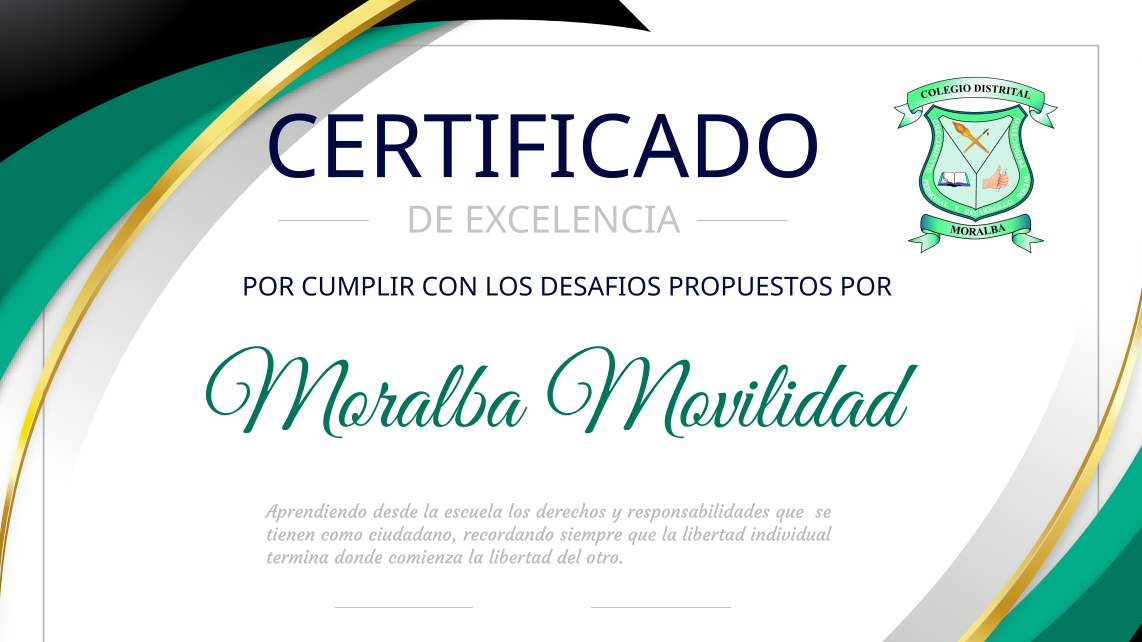 CERTIFICADO
DE EXCELENCIA
COLEGIO DISTRITAL
MORALBA
POR CUMPLIR CON LOS DESAFIOS PROPUESTOS POR
Moralba Movilidad
Aprendiendo desde la escuela los derechos y responsabilidades que se
tienen como ciudadano, recordando siempre que la libertad individual
termina donde comienza la libertad del otro.